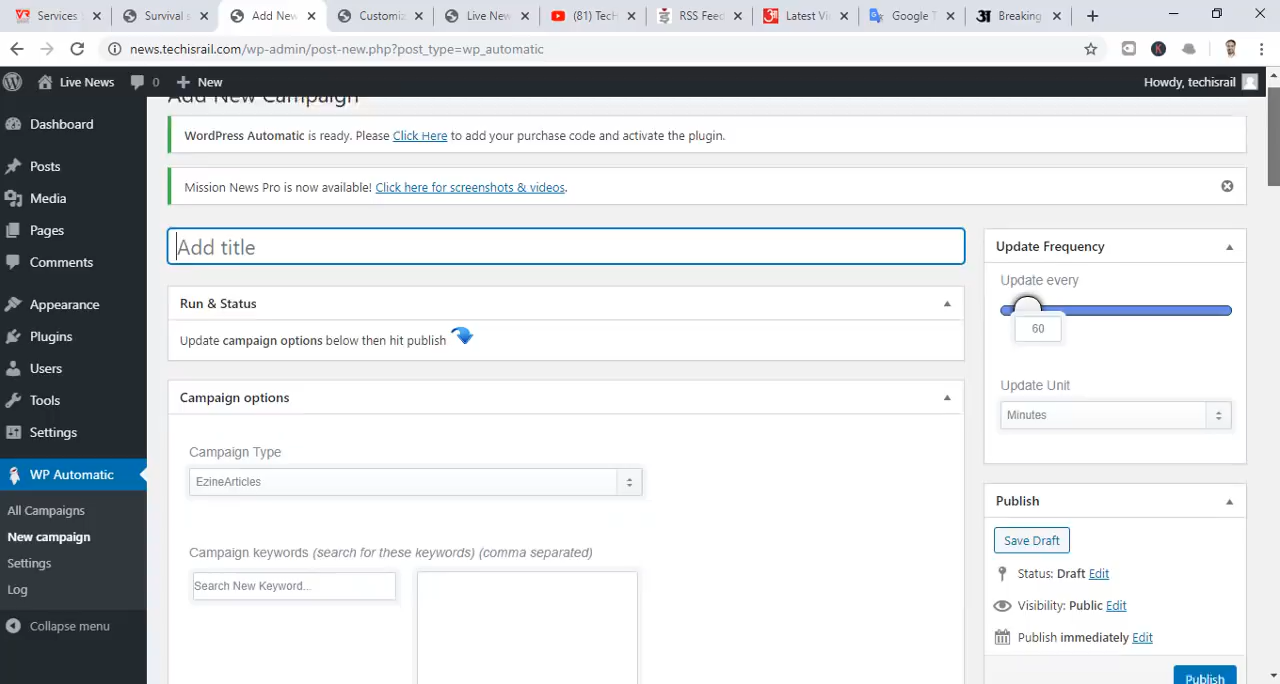 Services
Survival s
Add New
Customiz
Live New
(81) Tech
RSS Feed
Latest Vi
Google T
Breaking
news.techisrail.com/wp-admin/post-new.php?post_type=wp_automatic
Live News 0 New
Howdy, techisrail
Dashboard
Posts
Media
Pages
Comments
Appearance
Plugins
Users
Tools
Settings
WP Automatic
All Campaigns
New campaign
Settings
Log
Collapse menu
Add New Campaign
WordPress Automatic is ready. Please Click Here to add your purchase code and activate the plugin.
Mission News Pro is now available! Click here for screenshots & videos.
Add title
Run & Status
Update campaign options below then hit publish
Campaign options
Campaign Type
EzineArticles
Campaign keywords (search for these keywords) (comma separated)
Search New Keyword...
Update Frequency
Update every
60
Update Unit
Minutes
Publish
Save Draft
Status: Draft Edit
Visibility: Public Edit
Publish immediately Edit
Publish